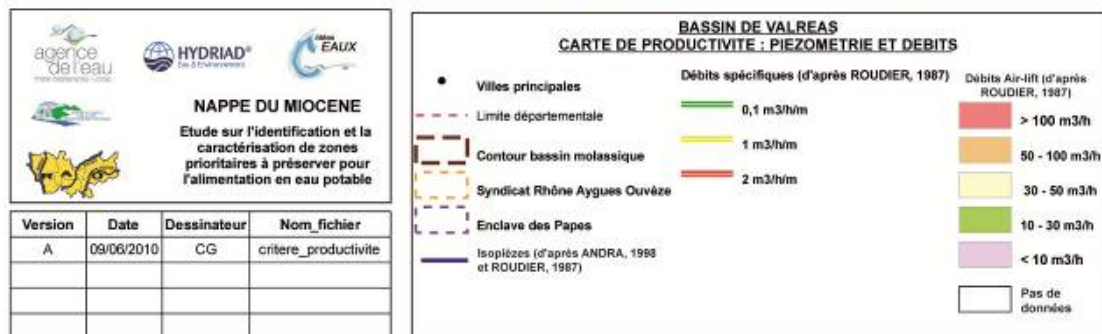 agence
de l'eau
HYDRIAD®
Eau & Environnement
EAUX
NAPPE DU MIOCENE
Etude sur l'identification et la
caractérisation de zones
prioritaires à préserver pour
l'alimentation en eau potable
Version Date Dessinateur Nom_fichier
A 09/06/2010 CG critere_productivite
BASSIN DE VALREAS
CARTE DE PRODUCTIVITE : PIEZOMETRIE ET DEBITS
Villes principales
Limite départementale
Contour bassin molassique
Syndicat Rhône Aygues Ouvèze
Enclave des Papes
Isopièzes (d'après ANDRA, 1998
et ROUDIER, 1987)
Débits spécifiques (d'après ROUDIER, 1987)
0,1 m3/h/m
1 m3/h/m
2 m3/h/m
Débits Air-lift (d'après
ROUDIER, 1987)
> 100 m3/h
50 - 100 m3/h
30 - 50 m3/h
10 - 30 m3/h
< 10 m3/h
Pas de
données